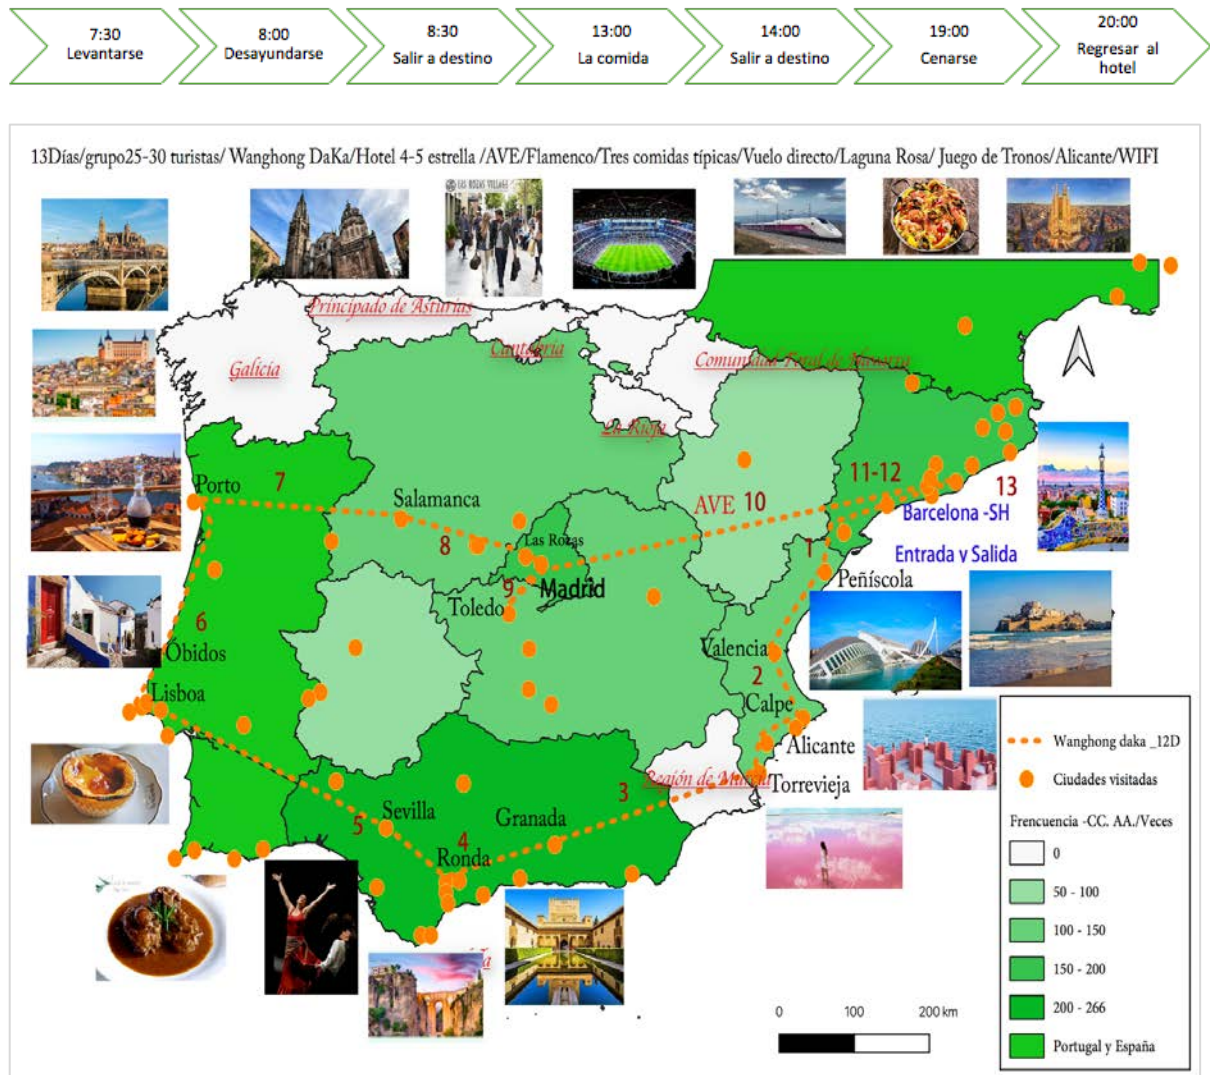 7:30
Levantarse
8:00
Desayundarse
8:30
Salir a destino
13:00
La comida
14:00
Salir a destino
19:00
Cenarse
20:00
Regresar al
hotel
13Días/grupo25-30 turistas/ Wanghong DaKa/Hotel 4-5 estrella /AVE/Flamenco/Tres comidas típicas/Vuelo directo/Laguna Rosa/ Juego de Tronos/Alicante/WIFI
LAS ROZAS VILLAGE
Principado de Asturias
Cantabria
Galicia
Comunidad Foral de Navarra
La Rioja
Porto
7
Salamanca
8
Las Rozas
AVE 10
11-12
13
Barcelona -SH
Entrada y Salida
1
Peñíscola
9
Madrid
Toledo
6
Óbidos
Lisboa
Valencia
2
Calpe
Alicante
Región de Murcia
Torrevieja
3
Granada
Sevilla
5
4
Ronda
Wanghong daka _12D
Ciudades visitadas
Frencuencia -CC. AA./Veces
0
50 - 100
100 - 150
150 - 200
200 - 266
Portugal y España
0 100 200 km